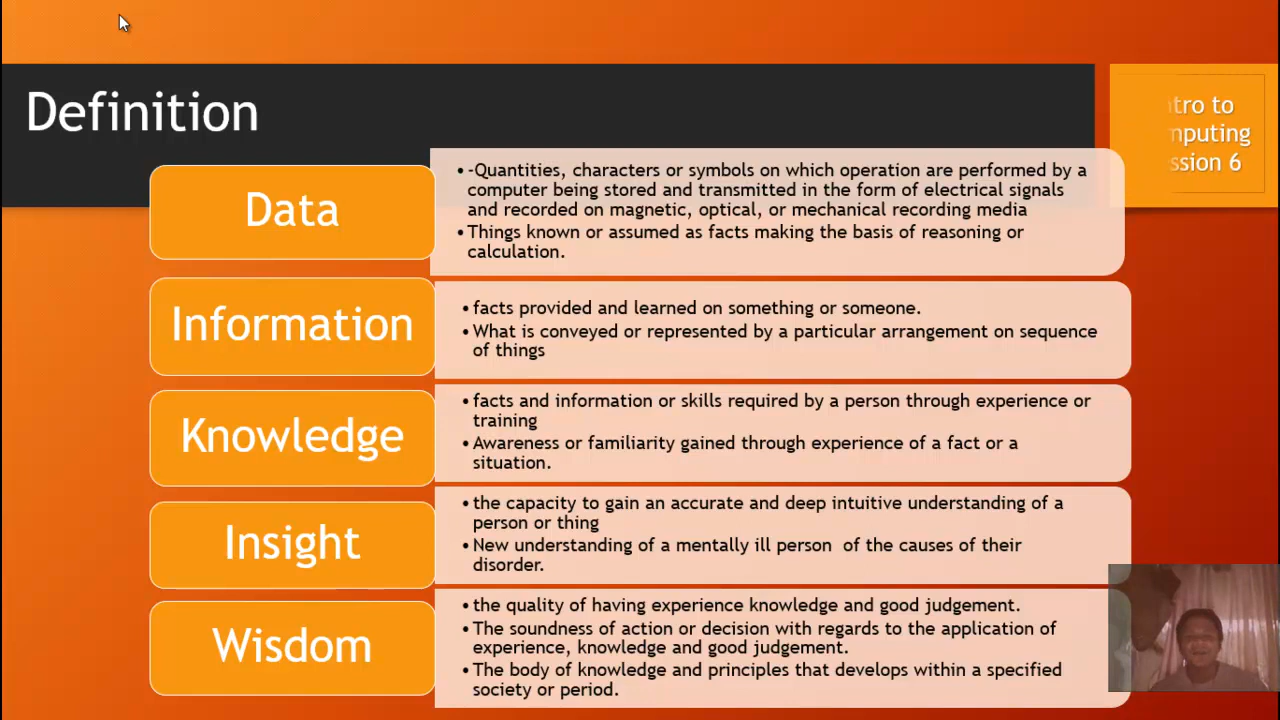 Definition
tro to
mputing
ssion 6
Data
• -Quantities, characters or symbols on which operation are performed by a
computer being stored and transmitted in the form of electrical signals
and recorded on magnetic, optical, or mechanical recording media
• Things known or assumed as facts making the basis of reasoning or
calculation.
Information
• facts provided and learned on something or someone.
• What is conveyed or represented by a particular arrangement on sequence
of things
Knowledge
• facts and information or skills required by a person through experience or
training
• Awareness or familiarity gained through experience of a fact or a
situation.
Insight
• the capacity to gain an accurate and deep intuitive understanding of a
person or thing
• New understanding of a mentally ill person  of the causes of their
disorder.
Wisdom
• the quality of having experience knowledge and good judgement.
• The soundness of action or decision with regards to the application of
experience, knowledge and good judgement.
• The body of knowledge and principles that develops within a specified
society or period.